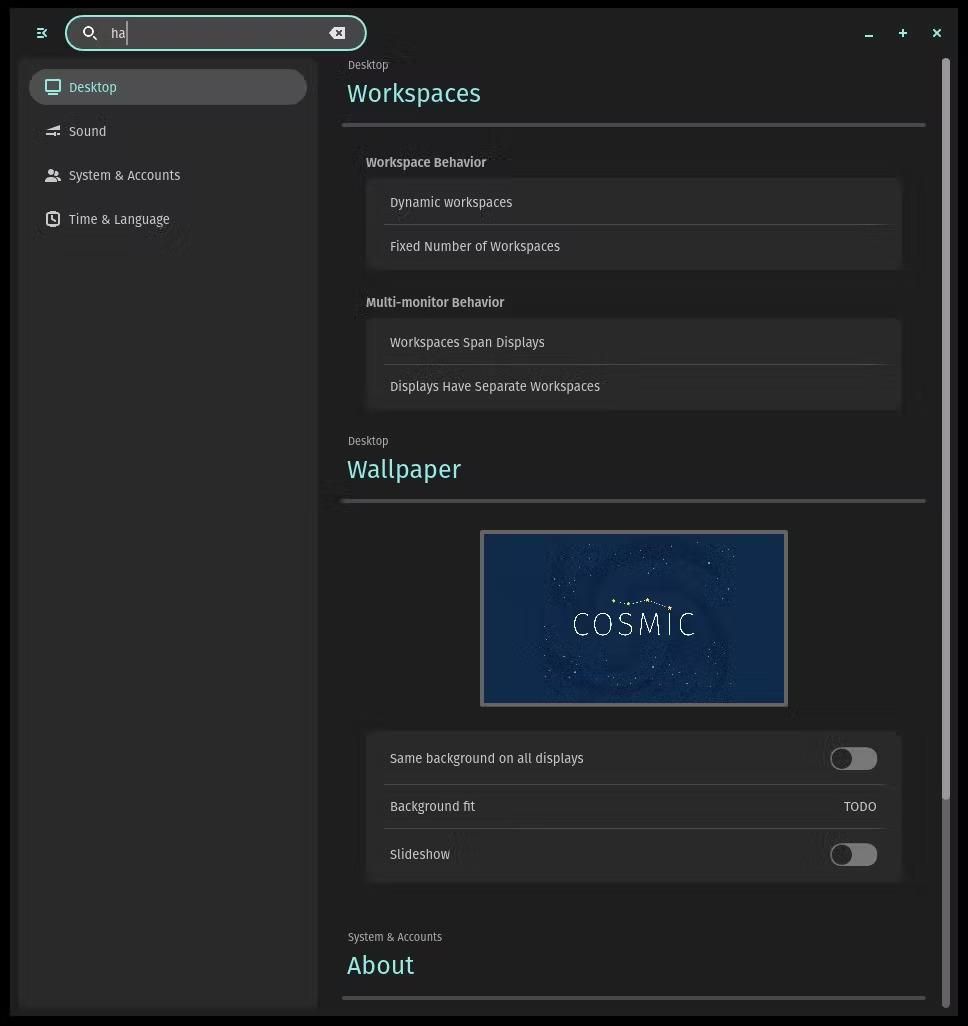 ha
Desktop
Sound
System & Accounts
Time & Language
Desktop
Workspaces
Workspace Behavior
Dynamic workspaces
Fixed Number of Workspaces
Multi-monitor Behavior
Workspaces Span Displays
Displays Have Separate Workspaces
Desktop
Wallpaper
COSMIC
Same background on all displays
Background fit TODO
Slideshow
System & Accounts
About